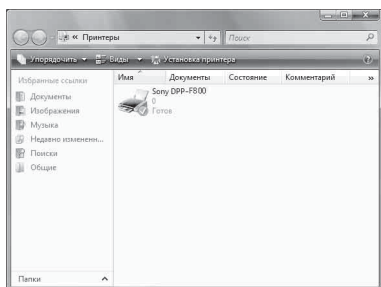 « Принтеры Поиск
Упорядочить Виды Установка принтера
Избранные ссылки
Документы
Изображения
Музыка
Недавно измененн...
Поиски
Общие
Папки
Имя Документы Состояние Комментарий »
Sony DPP-F800
0
Готов